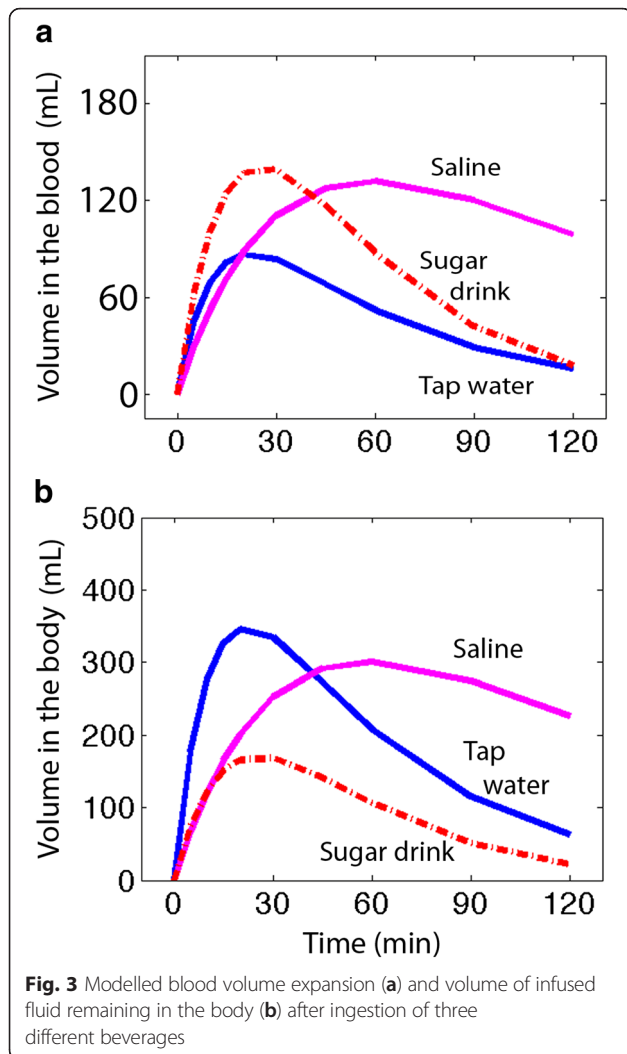 a
Volume in the blood (mL)
180
120
60
0
Saline
Sugar
drink
Tap water
0 30 60 90 120
b
Volume in the body (mL)
500
400
300
200
100
0
Saline
Tap
water
Sugar drink
0 30 60 90 120
Time (min)
Fig. 3 Modelled blood volume expansion (a) and volume of infused
fluid remaining in the body (b) after ingestion of three
different beverages